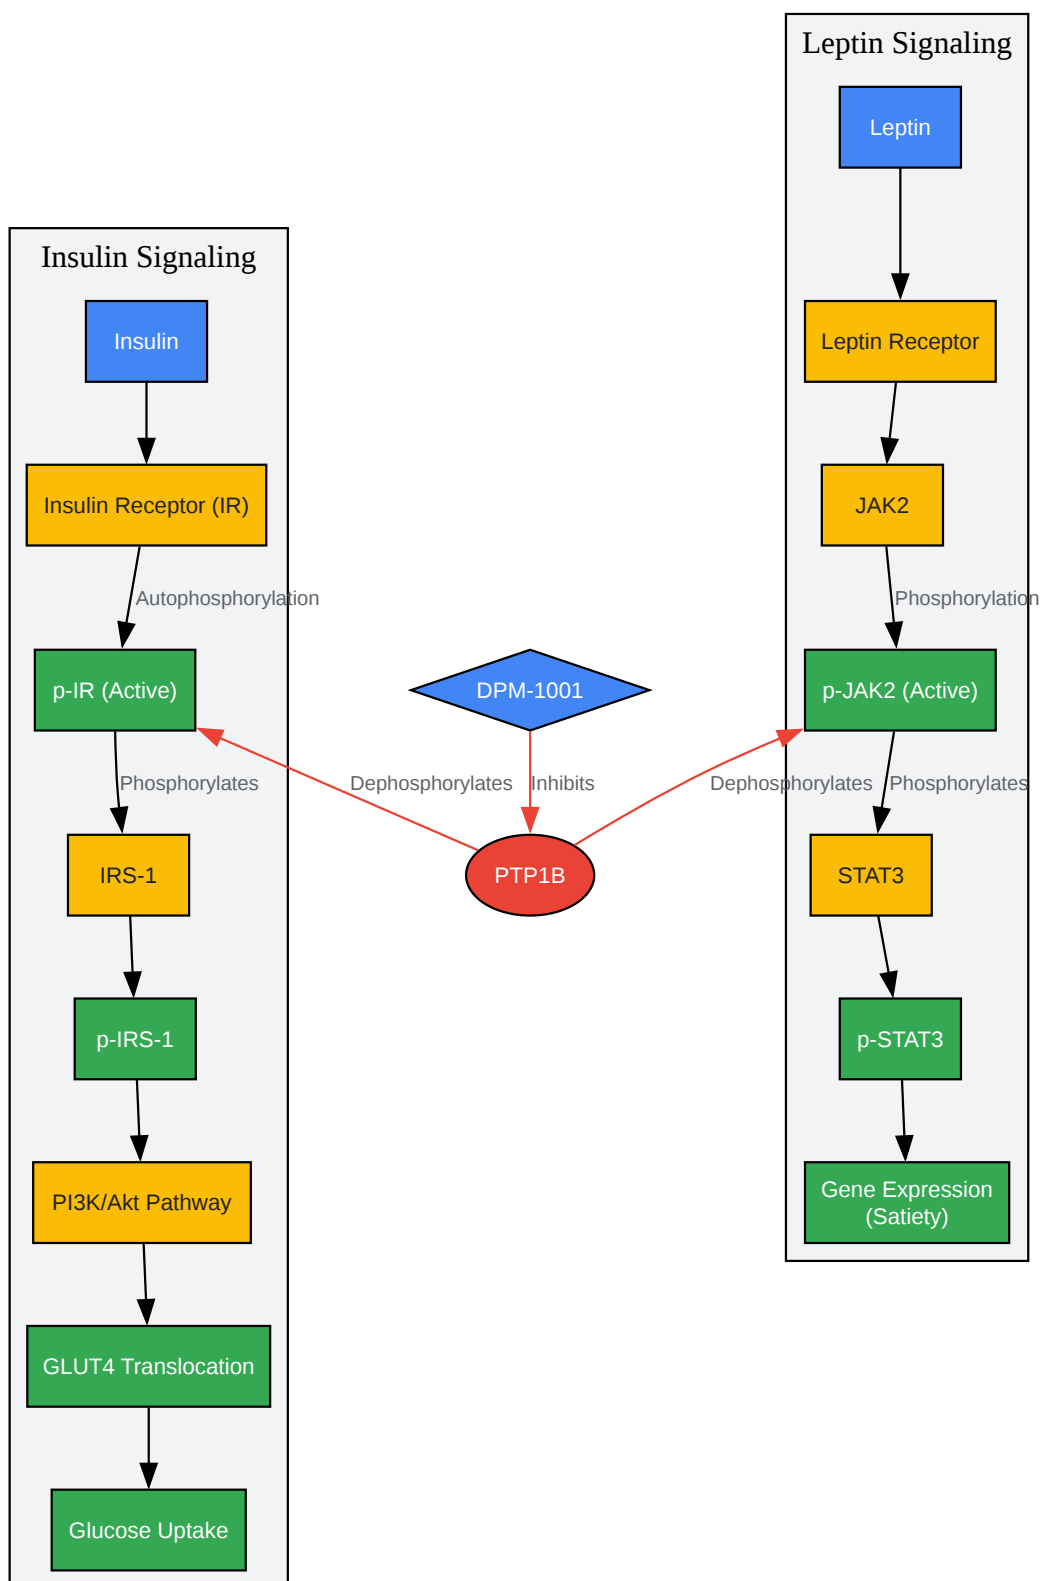 Leptin Signaling
Leptin
Insulin Signaling
Insulin
Leptin Receptor
Insulin Receptor (IR)
JAK2
Autophosphorylation
Phosphorylation
p-IR (Active)
DPM-1001
p-JAK2 (Active)
Phosphorylates
Dephosphorylates
Inhibits
Dephosphorylates
Phosphorylates
IRS-1
PTP1B
STAT3
p-IRS-1
p-STAT3
PI3K/Akt Pathway
Gene Expression
(Satiety)
GLUT4 Translocation
Glucose Uptake